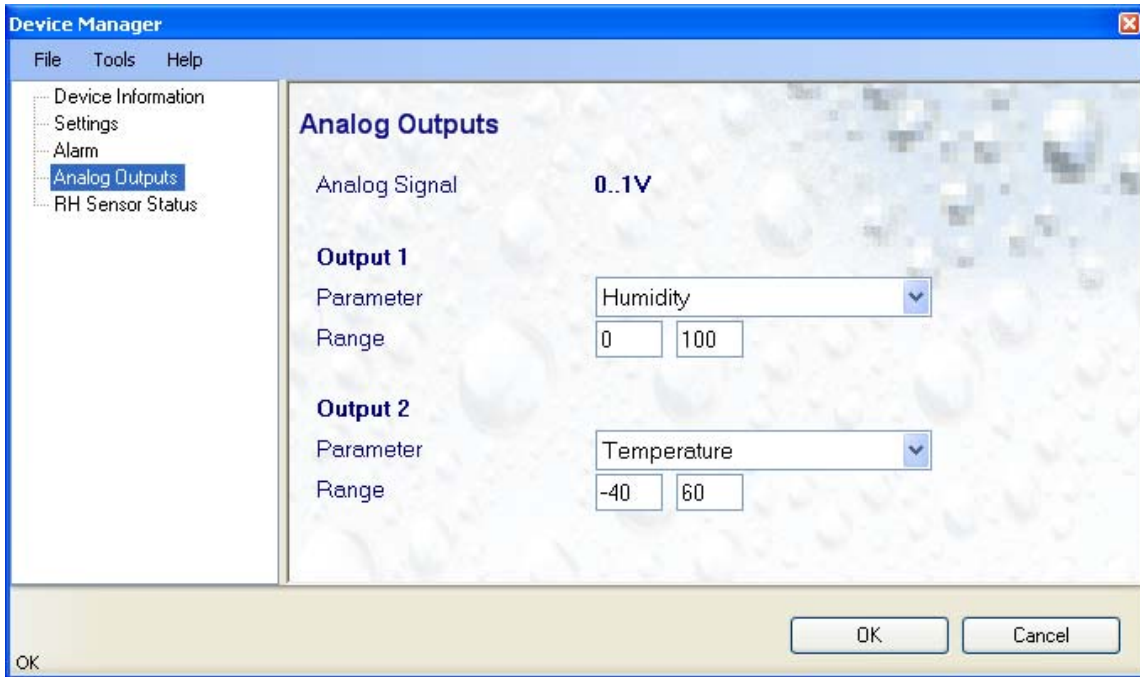 Device Manager
File Tools Help
Device Information
Settings
Alarm
Analog Outputs
RH Sensor Status
Analog Outputs
Analog Signal 0..1V
Output 1
Parameter Humidity
Range 0 100
Output 2
Parameter Temperature
Range -40 60
OK Cancel
OK